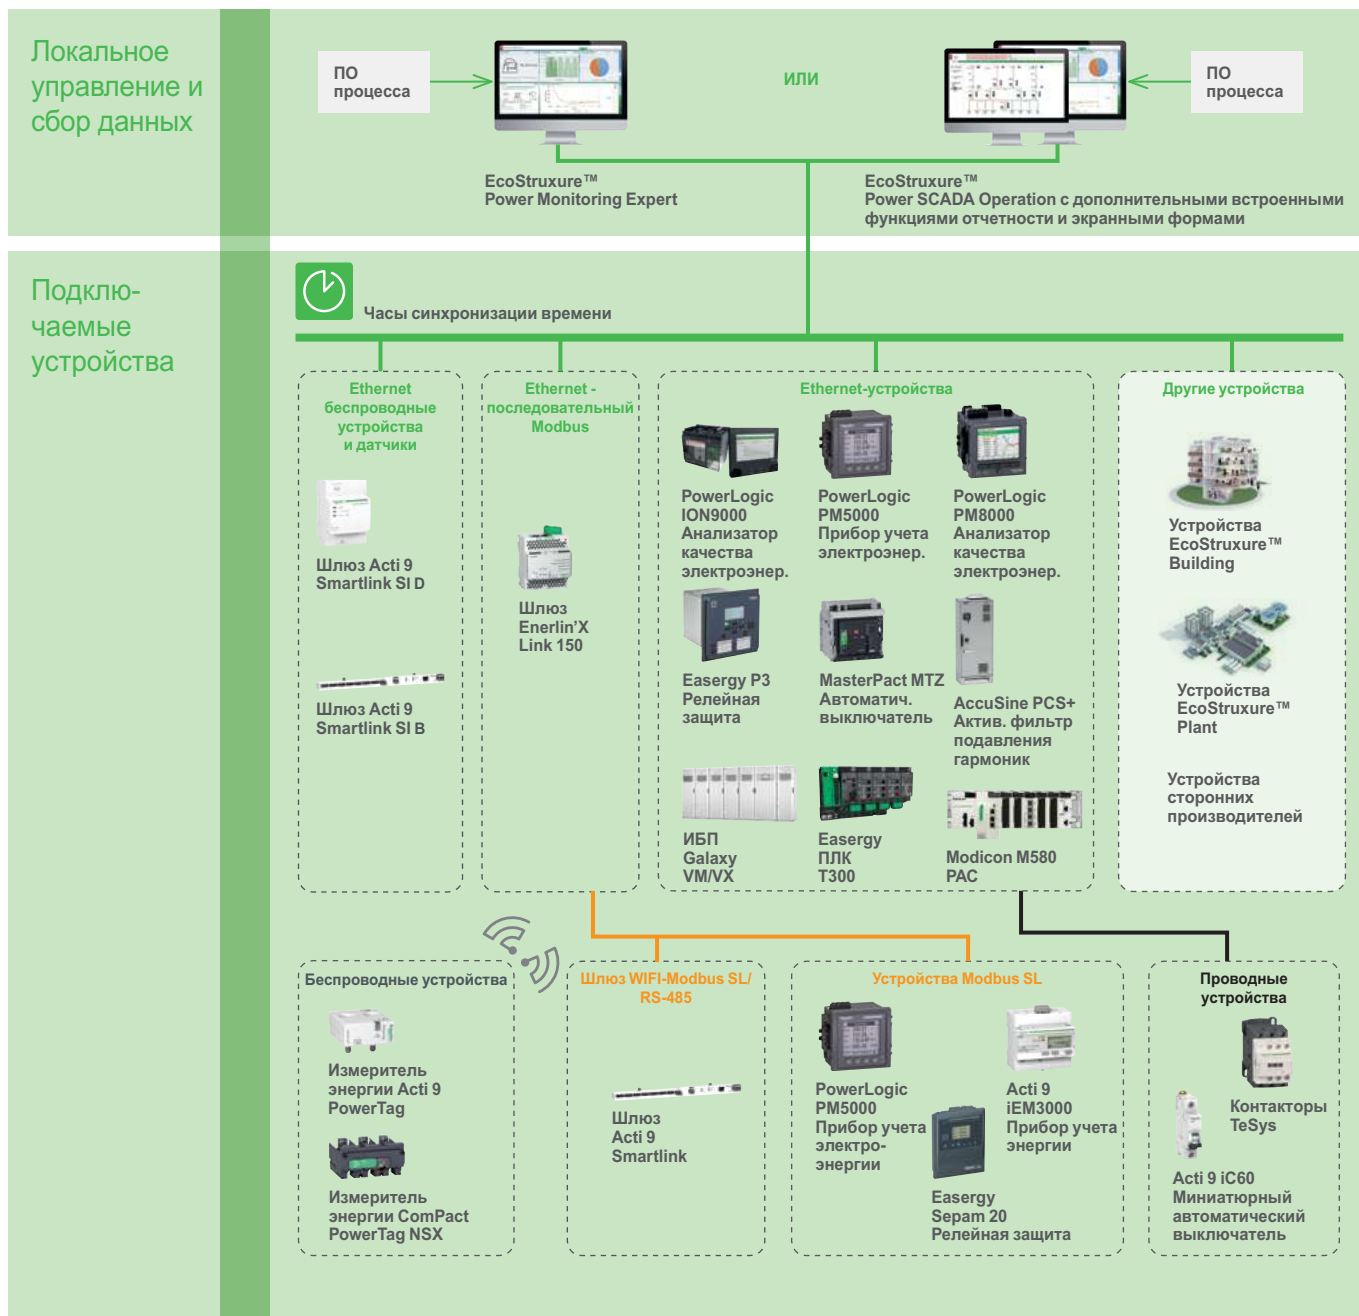 Локальное
управление и
сбор данных
ПО
процесса
ИЛИ
ПО
процесса
EcoStruxure™
Power Monitoring Expert
EcoStruxure™
Power SCADA Operation с дополнительными встроенными
функциями отчетности и экранными формами
Подклю-
чаемые
устройства
Часы синхронизации времени
Ethernet
беспроводные
устройства
и датчики
Шлюз Acti 9
Smartlink SI D
Шлюз Acti 9
Smartlink SI B
Ethernet -
последовательный
Modbus
Шлюз
Enerlin’X
Link 150
Ethernet-устройства
PowerLogic
ION9000
Анализатор
качества
электроэнер.
PowerLogic
PM5000
Прибор учета
электроэнер.
PowerLogic
PM8000
Анализатор
качества
электроэнер.
Easergy P3
Релейная
защита
MasterPact MTZ
Автоматич.
выключатель
AccuSine PCS+
Актив. фильтр
подавления
гармоник
ИБП
Galaxy
VM/VX
Easergy
ПЛК
T300
Modicon M580
PAC
Другие устройства
Устройства
EcoStruxure™
Building
Устройства
EcoStruxure™
Plant
Устройства
сторонних
производителей
Беспроводные устройства
Измеритель
энергии Acti 9
PowerTag
Измеритель
энергии ComPact
PowerTag NSX
Шлюз WIFI-Modbus SL/
RS-485
Шлюз
Acti 9
Smartlink
Устройства Modbus SL
PowerLogic
PM5000
Прибор учета
электро-
энергии
Acti 9
iEM3000
Прибор учета
энергии
Easergy
Sepam 20
Релейная защита
Проводные
устройства
Контакторы
TeSys
Acti 9 iC60
Миниатюрный
автоматический
выключатель